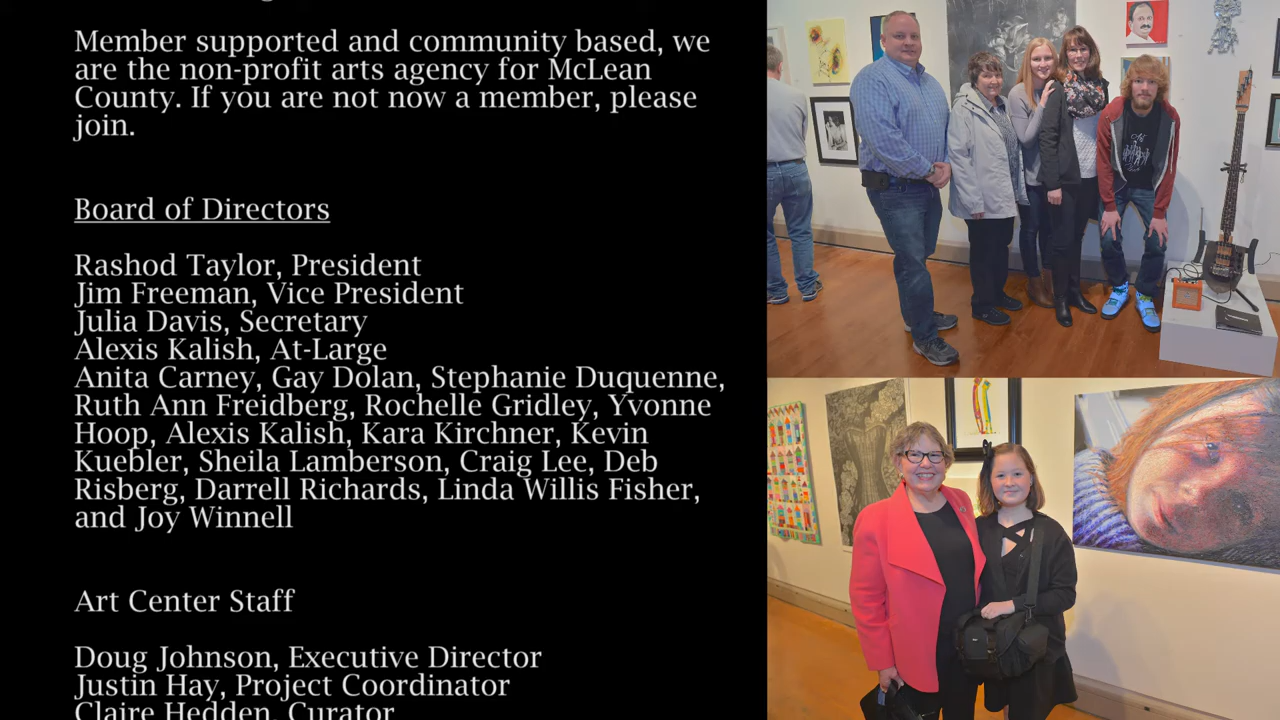 Member supported and community based, we
are the non-profit arts agency for McLean
County. If you are not now a member, please
join.
Board of Directors
Rashod Taylor, President
Jim Freeman, Vice President
Julia Davis, Secretary
Alexis Kalish, At-Large
Anita Carney, Gay Dolan, Stephanie Duquenne,
Ruth Ann Freidberg, Rochelle Gridley, Yvonne
Hoop, Alexis Kalish, Kara Kirchner, Kevin
Kuebler, Sheila Lamberson, Craig Lee, Deb
Risberg, Darrell Richards, Linda Willis Fisher,
and Joy Winnell
Art Center Staff
Doug Johnson, Executive Director
Justin Hay, Project Coordinator
Claire Hedden, Curator